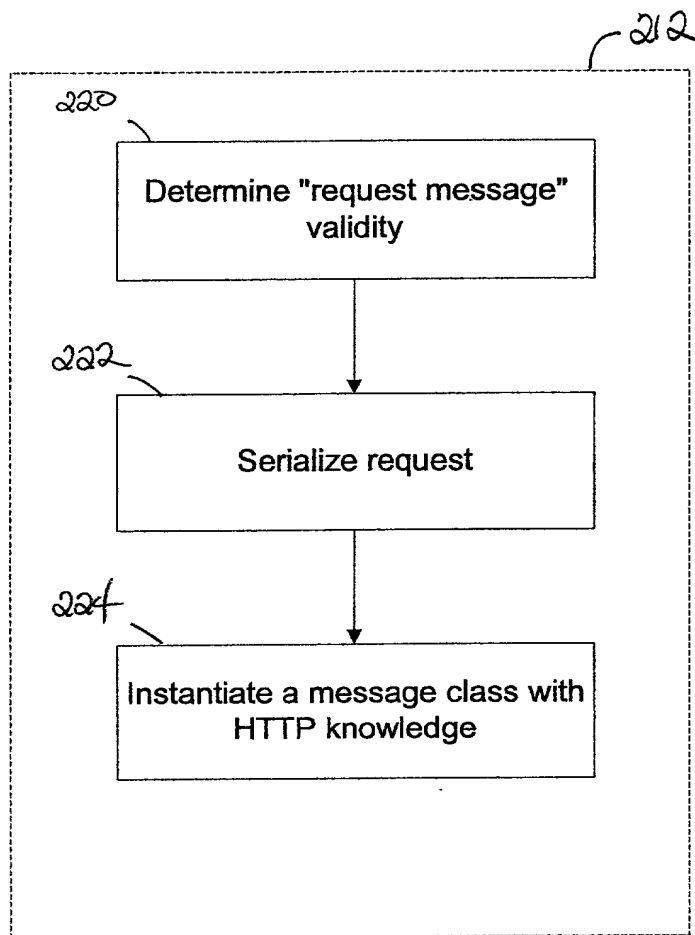 212
220
Determine "request message"
validity
222
Serialize request
224
Instantiate a message class with
HTTP knowledge